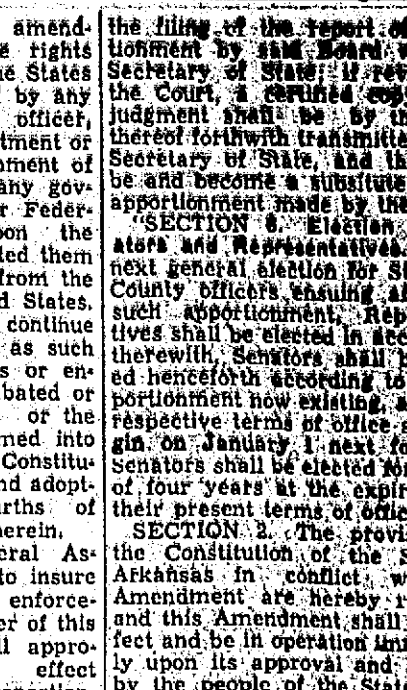 amend-
rights
States
by any
officer,
tment or
nment of
any gov-
r Feder-
pon the
ted them
from the
d States,
continue
as such
s or en-
bated or
or the
med into
Constitu-
nd adopt-
urths of
herein.
eral As-
to insure
enforce-
er of this
ll appro-
effect
the filing of the report of
tionment by said Board
Secretary of State; if rev
the Court, a certified cop
judgment shall be by th
thereof forthwith transmitte
Secretary of State, and th
be and become a substitute
apportionment made by the
"SECTION 6. Election
ators and Representatives.
next general election for St
County officers ensuing af
such apportionment, Rep
tives shall be elected in acc
therewith, Senators shall b
ed henceforth according to
portionment now existing, a
respective terms of office s
gin on January 1 next fo
Senators shall be elected for
of four years at the expir
their present terms of offic
SECTION 2. The provi
the Constitution of the S
Arkansas in conflict w
Amendment are hereby r
and this Amendment shall
fect and be in operation imm
ly upon its approval and
by the people of the State